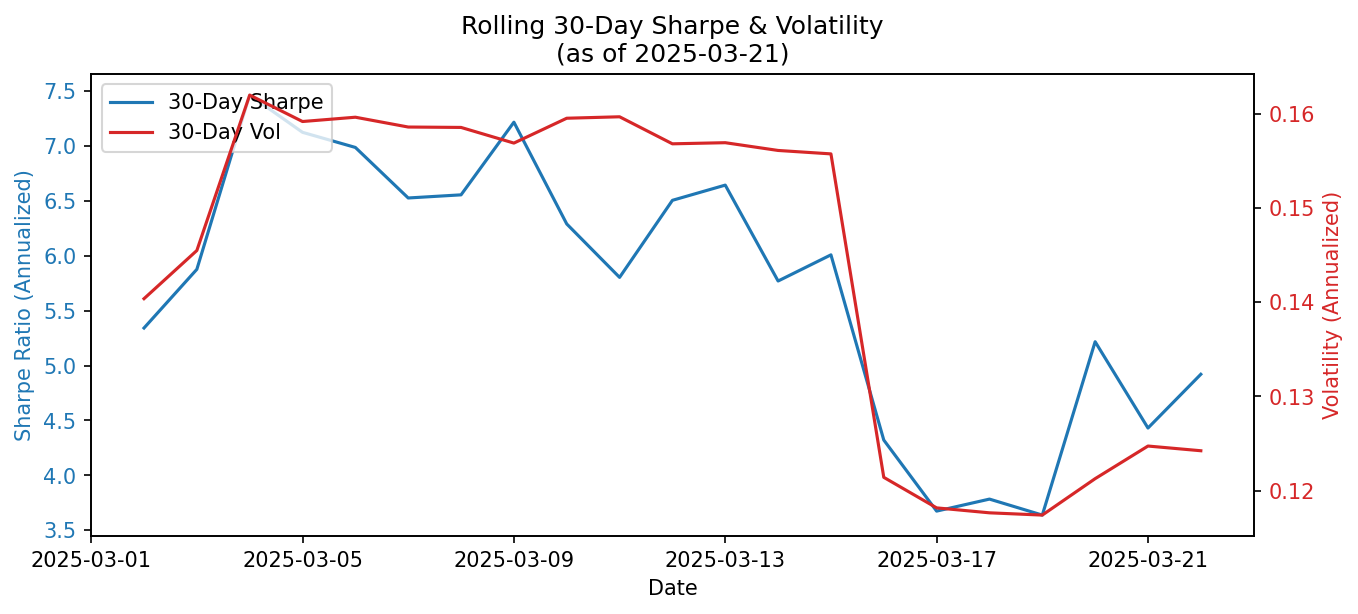 Rolling 30-Day Sharpe & Volatility
(as of 2025-03-21)
30-Day Sharpe
30-Day Vol
Sharpe Ratio (Annualized)
7.5
7.0
6.5
6.0
5.5
5.0
4.5
4.0
3.5
0.16
0.15
0.14
0.13
0.12
Volatility (Annualized)
2025-03-01 2025-03-05 2025-03-09 2025-03-13 2025-03-17 2025-03-21
Date